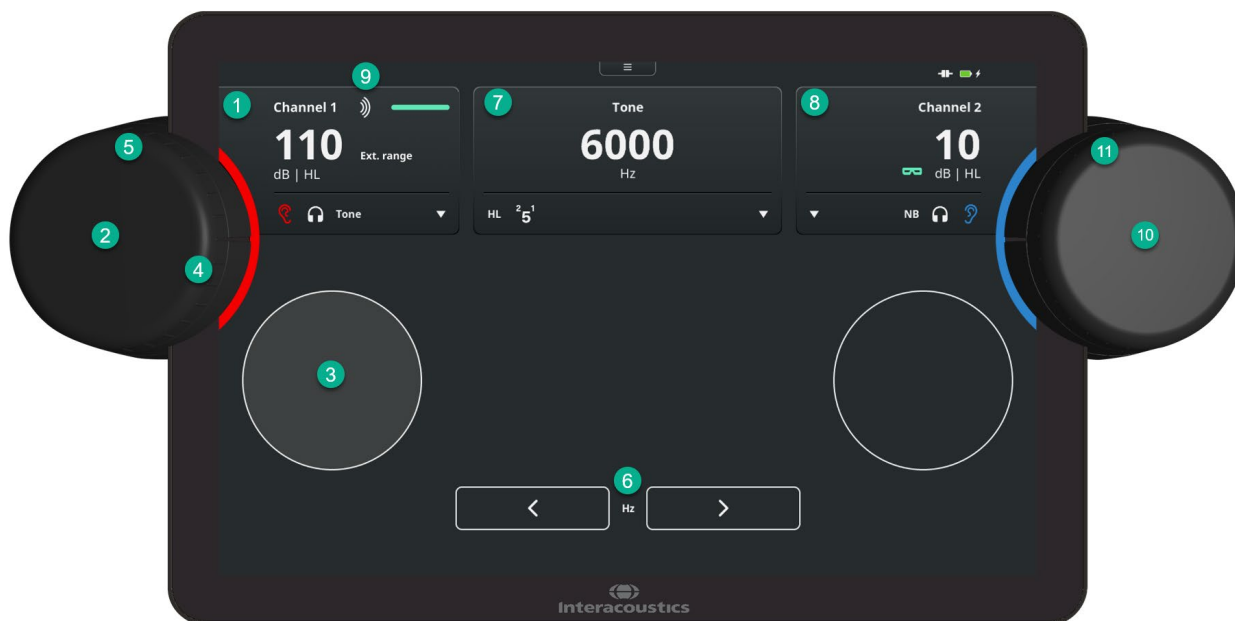 9
1 Channel 1
110 Ext. range
dB | HL
Tone
7 Tone
6000
Hz
HL 2 5 1
8 Channel 2
10
dB | HL
NB
5
2
4
11
10
3
6
Hz
Interacoustics